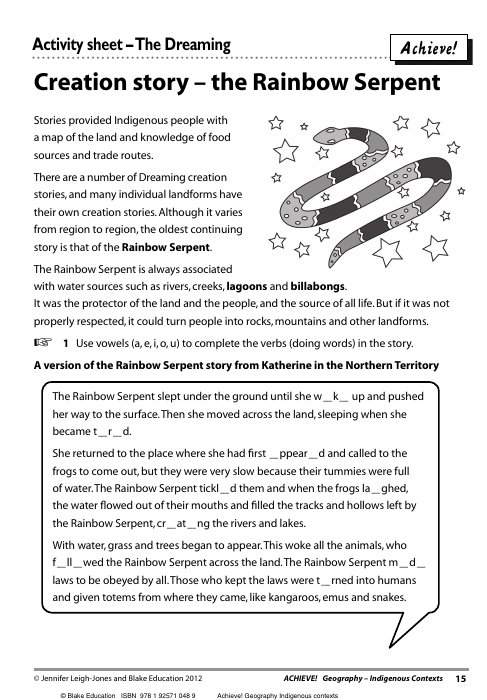 Activity sheet – The Dreaming
Achieve!
Creation story – the Rainbow Serpent
Stories provided Indigenous people with
a map of the land and knowledge of food
sources and trade routes.
There are a number of Dreaming creation
stories, and many individual landforms have
their own creation stories. Although it varies
from region to region, the oldest continuing
story is that of the Rainbow Serpent.
The Rainbow Serpent is always associated
with water sources such as rivers, creeks, lagoons and billabongs.
It was the protector of the land and the people, and the source of all life. But if it was not
properly respected, it could turn people into rocks, mountains and other landforms.
☞ 1 Use vowels (a, e, i, o, u) to complete the verbs (doing words) in the story.
A version of the Rainbow Serpent story from Katherine in the Northern Territory
The Rainbow Serpent slept under the ground until she w_k_ up and pushed
her way to the surface. Then she moved across the land, sleeping when she
became t_r_d.
She returned to the place where she had first _ppear_d and called to the
frogs to come out, but they were very slow because their tummies were full
of water. The Rainbow Serpent tickl_d them and when the frogs la_ghed,
the water flowed out of their mouths and filled the tracks and hollows left by
the Rainbow Serpent, cr_at_ng the rivers and lakes.
With water, grass and trees began to appear. This woke all the animals, who
f_ll_wed the Rainbow Serpent across the land. The Rainbow Serpent m_d_
laws to be obeyed by all. Those who kept the laws were t_rned into humans
and given totems from where they came, like kangaroos, emus and snakes.
© Jennifer Leigh-Jones and Blake Education 2012
ACHIEVE! Geography – Indigenous Contexts 15
© Blake Education ISBN 978 1 92571 048 9 Achieve! Geography Indigenous contexts